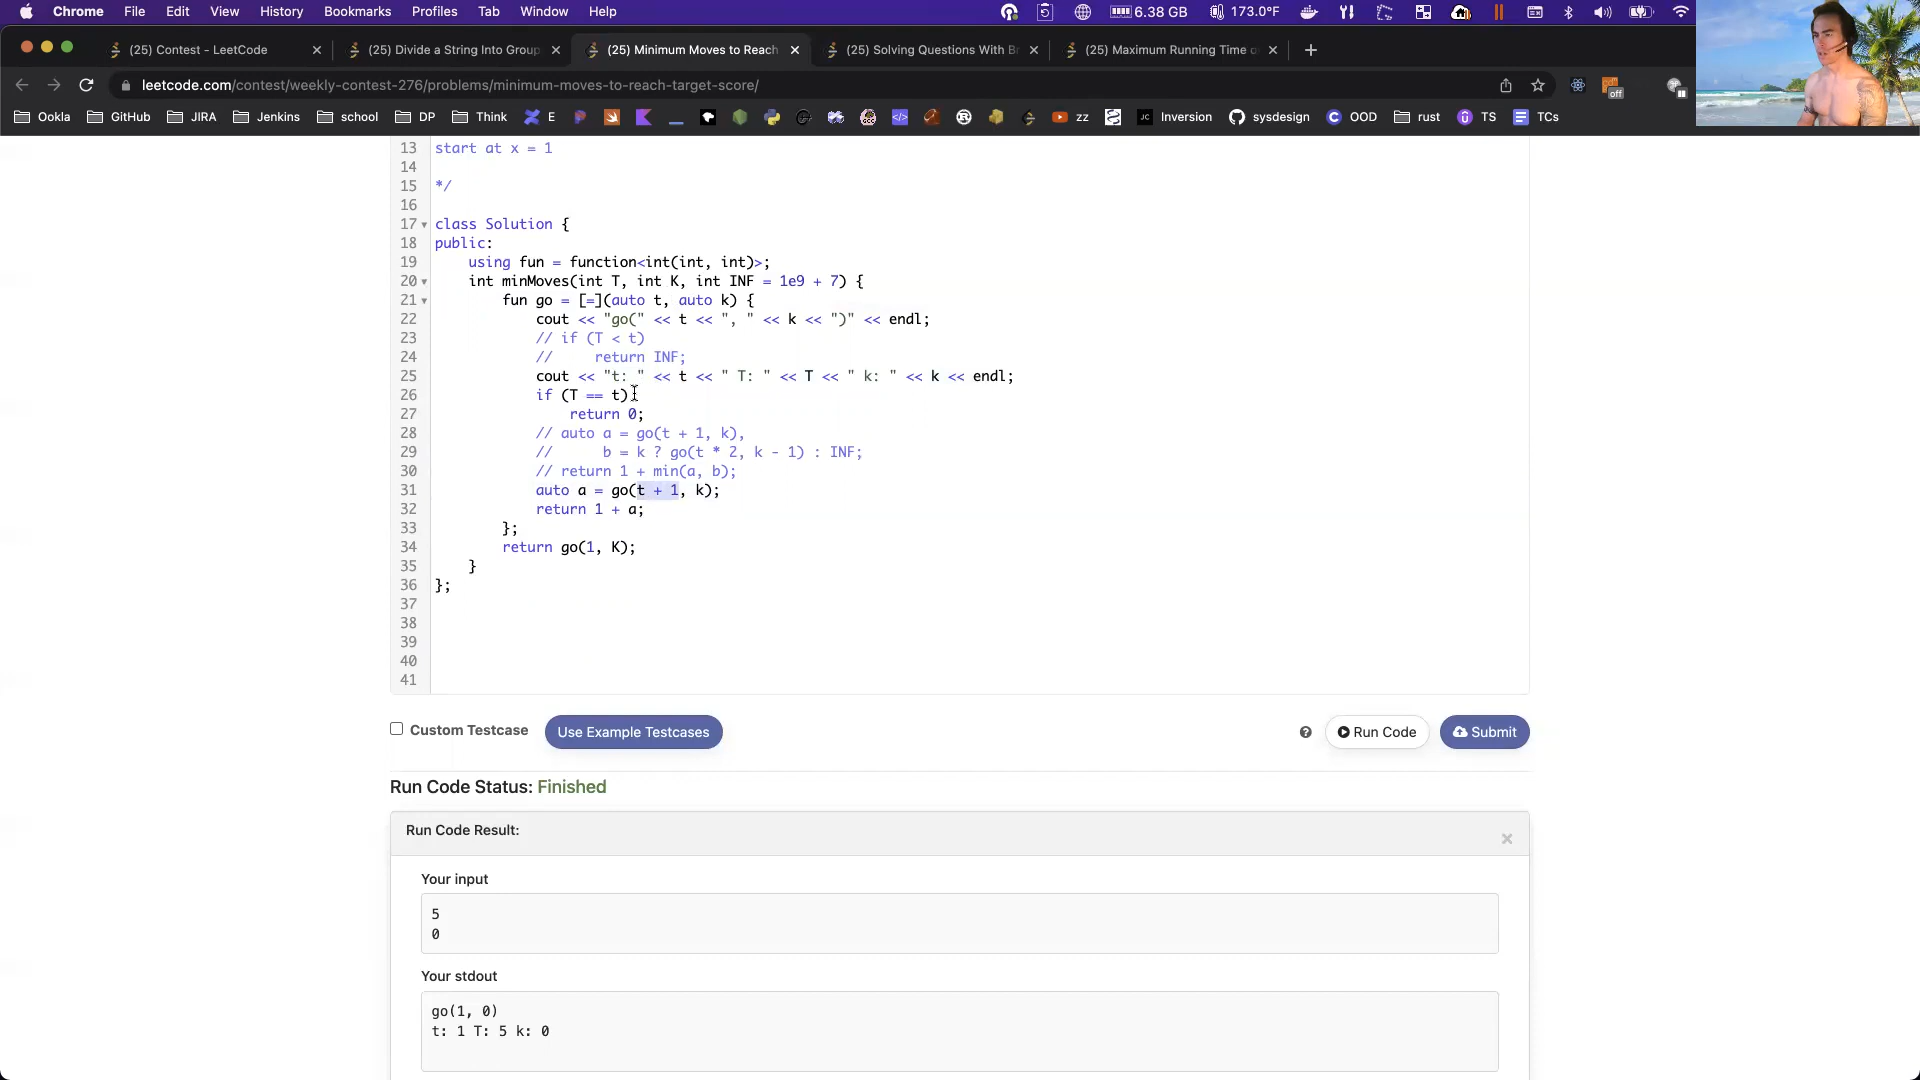 Chrome File Edit View History Bookmarks Profiles Tab Window Help 6.38 GB 173.0°F
(25) Contest - LeetCode (25) Divide a String Into Group (25) Minimum Moves to Reach (25) Solving Questions With Br (25) Maximum Running Time o
leetcode.com/contest/weekly-contest-276/problems/minimum-moves-to-reach-target-score/
off
Ookla GitHub JIRA Jenkins school DP Think E zz Inversion sysdesign OOD rust TS TCs
13 start at x = 1
14
15 */
16
17 class Solution {
18 public:
19 using fun = function<int(int, int)>;
20 int minMoves(int T, int K, int INF = 1e9 + 7) {
21 fun go = [=](auto t, auto k) {
22 cout << "go(" << t << ", " << k << ")" << endl;
23 // if (T < t)
24 // return INF;
25 cout << "t: " << t << " T: " << T << " k: " << k << endl;
26 if (T == t)
27 return 0;
28 // auto a = go(t + 1, k),
29 // b = k ? go(t * 2, k - 1) : INF;
30 // return 1 + min(a, b);
31 auto a = go(t + 1, k);
32 return 1 + a;
33 };
34 return go(1, K);
35 }
36 };
37
38
39
40
41
Custom Testcase Use Example Testcases Run Code Submit
Run Code Status: Finished
Run Code Result:
Your input
5
0
Your stdout
go(1, 0)
t: 1 T: 5 k: 0